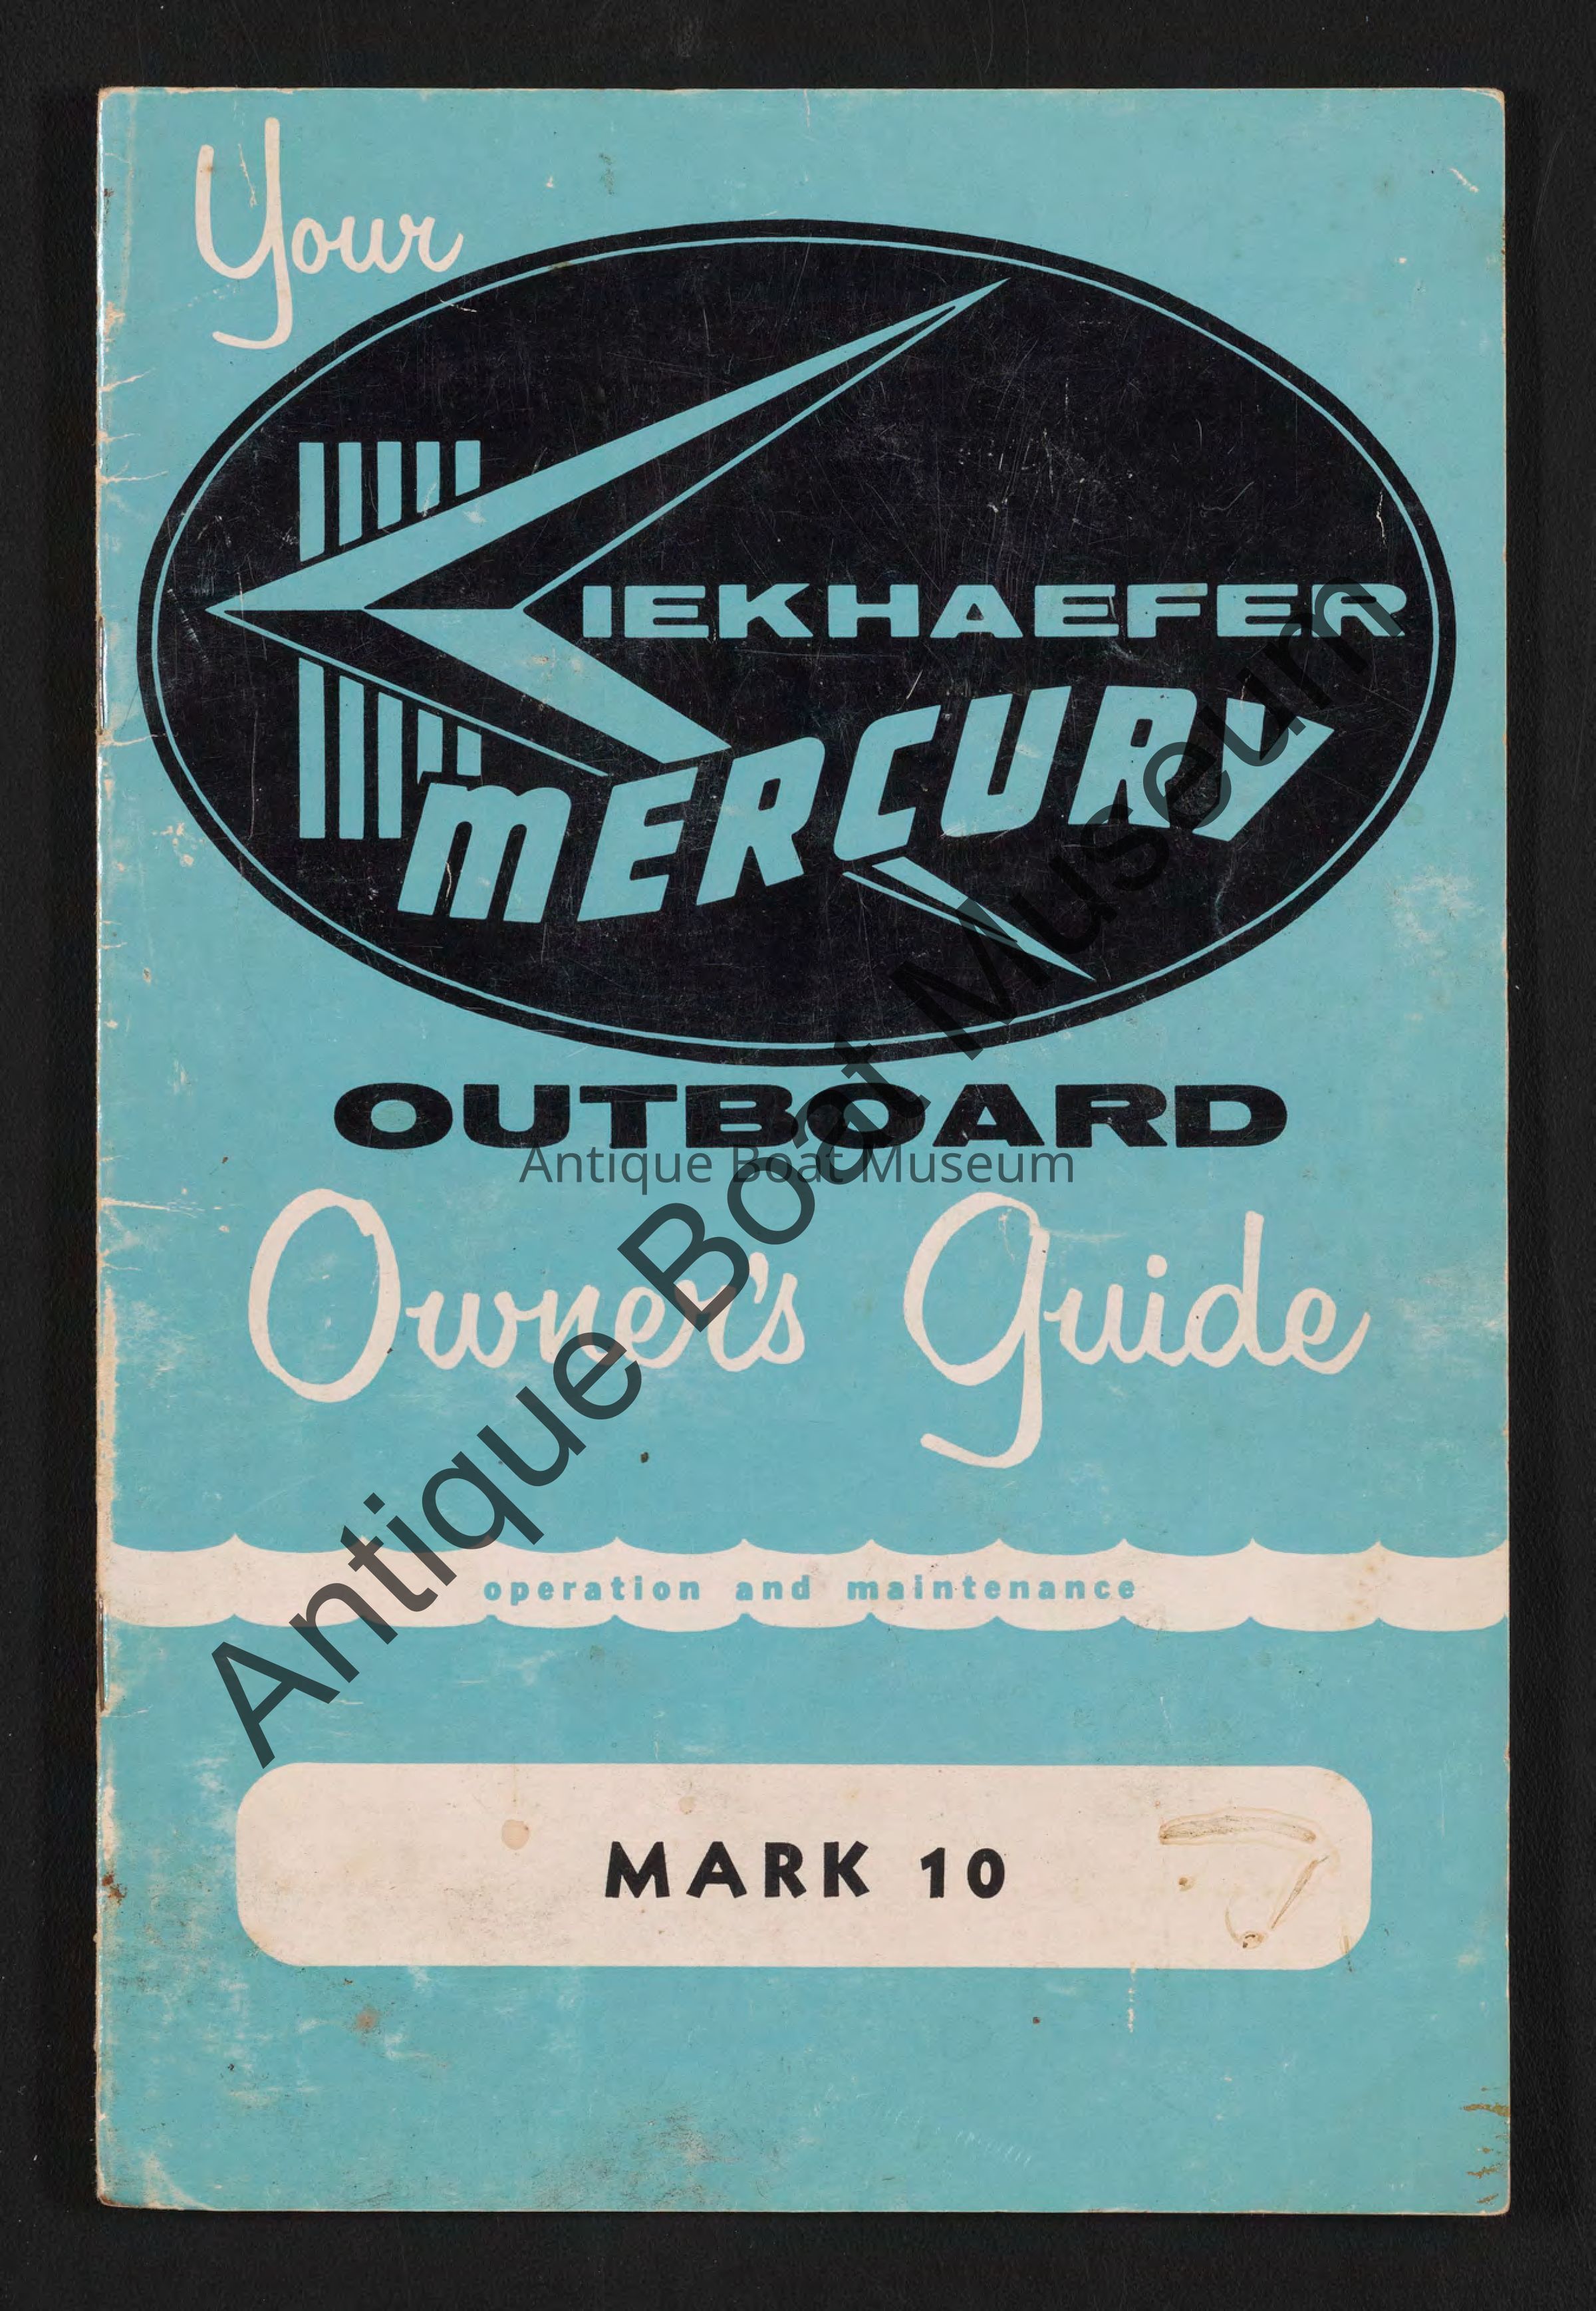 Your
KIEKHAEFER
MERCURY
OUTBOARD
Antique Boat Museum
Owner's Guide
operation and maintenance
MARK 10
Antique Boat Museum